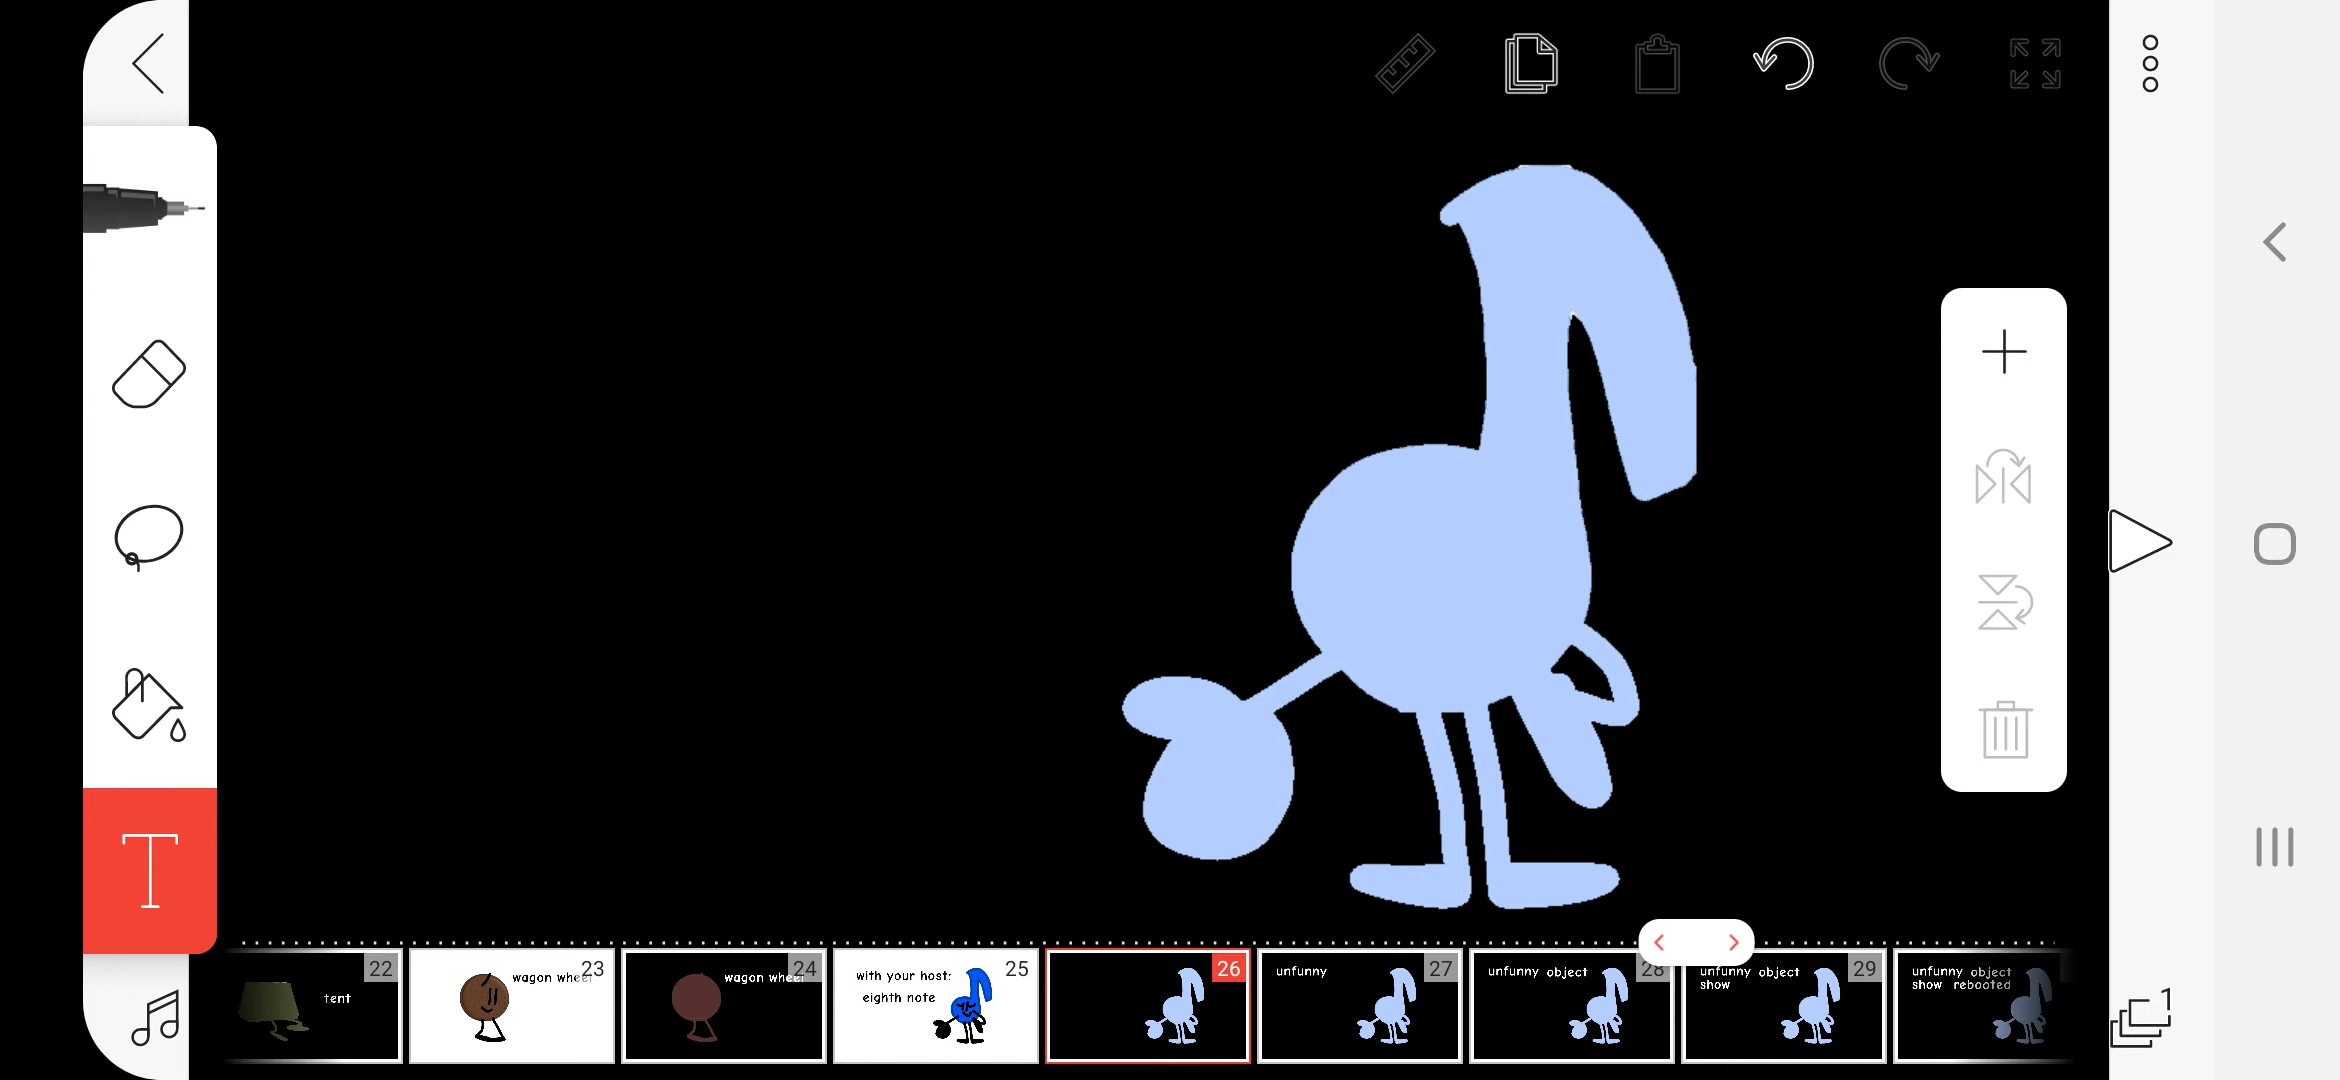 T
22
tent
wagon wheel
23
wagon wheel
24
with your host:
eighth note
25
26
unfunny
27
unfunny object
28
unfunny object
show
29
unfunny object
show rebooted
1